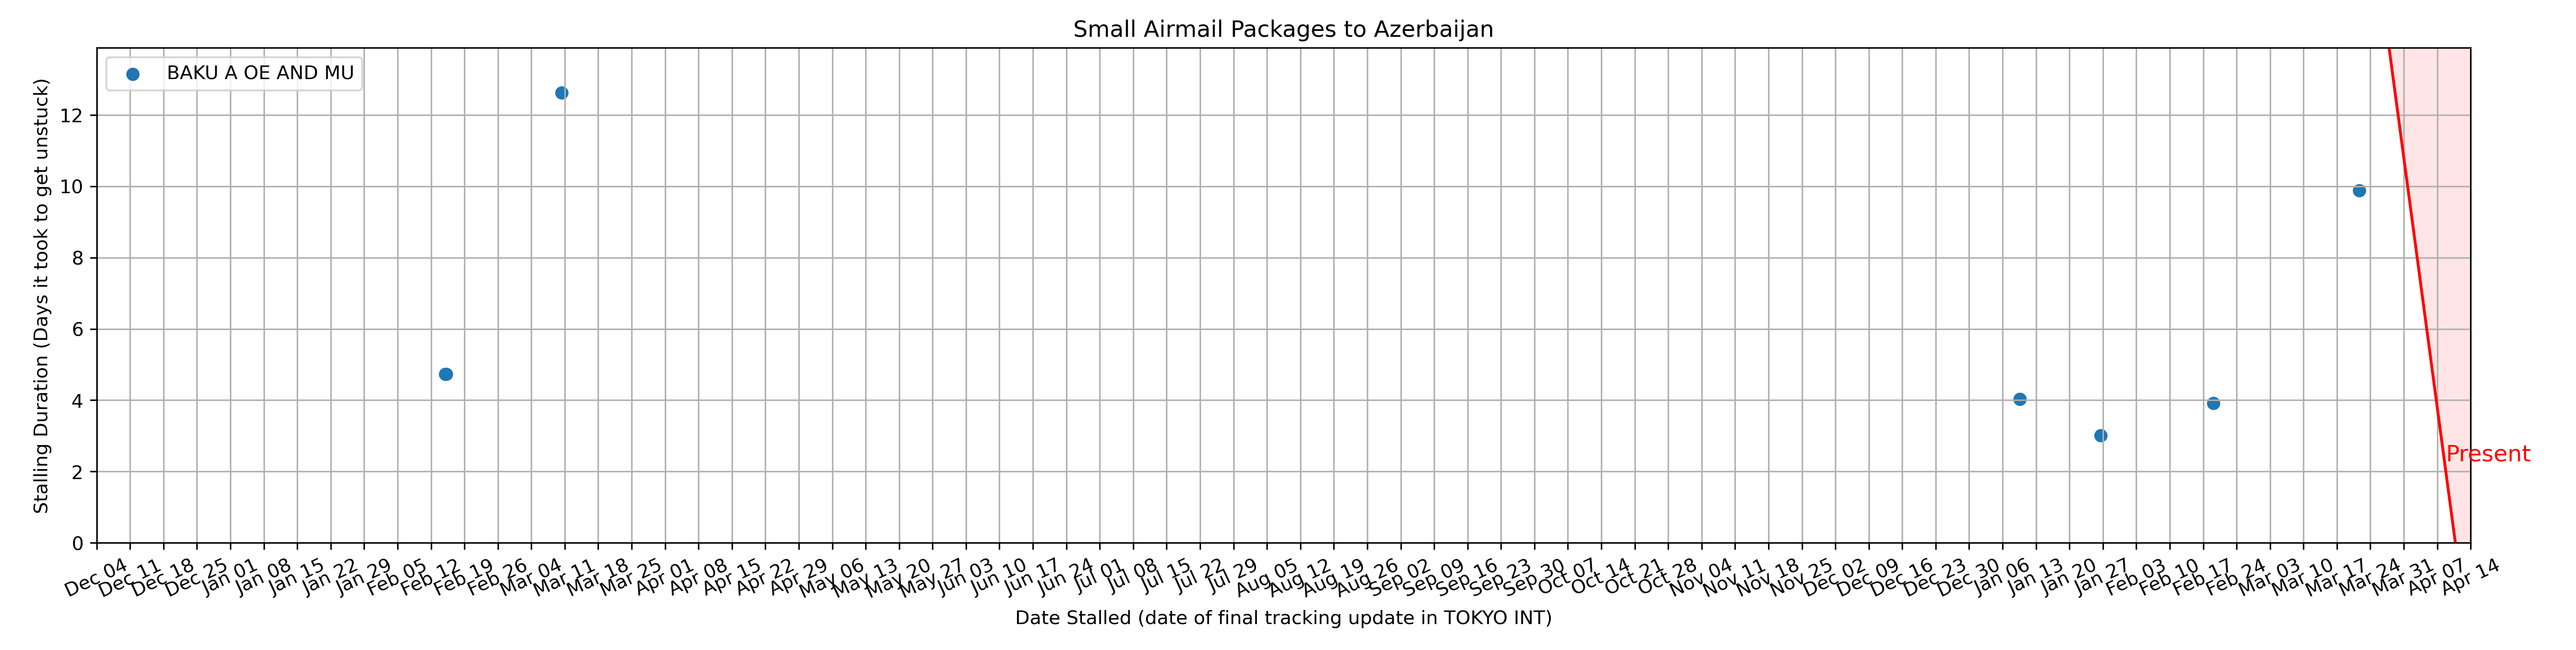 Small Airmail Packages to Azerbaijan
BAKU A OE AND MU
Stalling Duration (Days it took to get unstuck)
12
10
8
6
4
2
0
Present
Dec 04 Dec 11 Dec 18 Dec 25 Jan 01 Jan 08 Jan 15 Jan 22 Jan 29 Feb 05 Feb 12 Feb 19 Feb 26 Mar 04 Mar 11 Mar 18 Mar 25 Apr 01 Apr 08 Apr 15 Apr 22 Apr 29 May 06 May 13 May 20 May 27 Jun 03 Jun 10 Jun 17 Jun 24 Jul 01 Jul 08 Jul 15 Jul 22 Jul 29 Aug 05 Aug 12 Aug 19 Aug 26 Sep 02 Sep 09 Sep 16 Sep 23 Sep 30 Oct 07 Oct 14 Oct 21 Oct 28 Nov 04 Nov 11 Nov 18 Nov 25 Dec 02 Dec 09 Dec 16 Dec 23 Dec 30 Jan 06 Jan 13 Jan 20 Jan 27 Feb 03 Feb 10 Feb 17 Feb 24 Mar 03 Mar 10 Mar 17 Mar 24 Mar 31 Apr 07 Apr 14
Date Stalled (date of final tracking update in TOKYO INT)